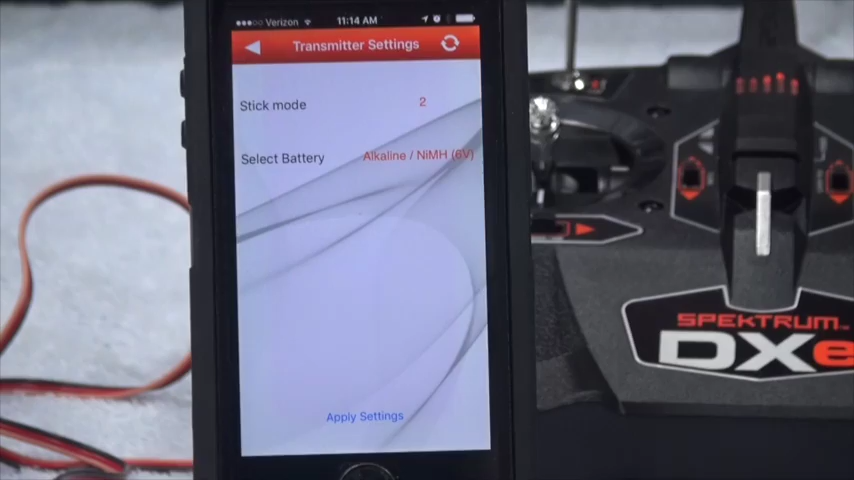 Verizon 11:14 AM
Transmitter Settings
Stick mode 2
Select Battery Alkaline / NiMH (6V)
Apply Settings
SPEKTRUM
DXe